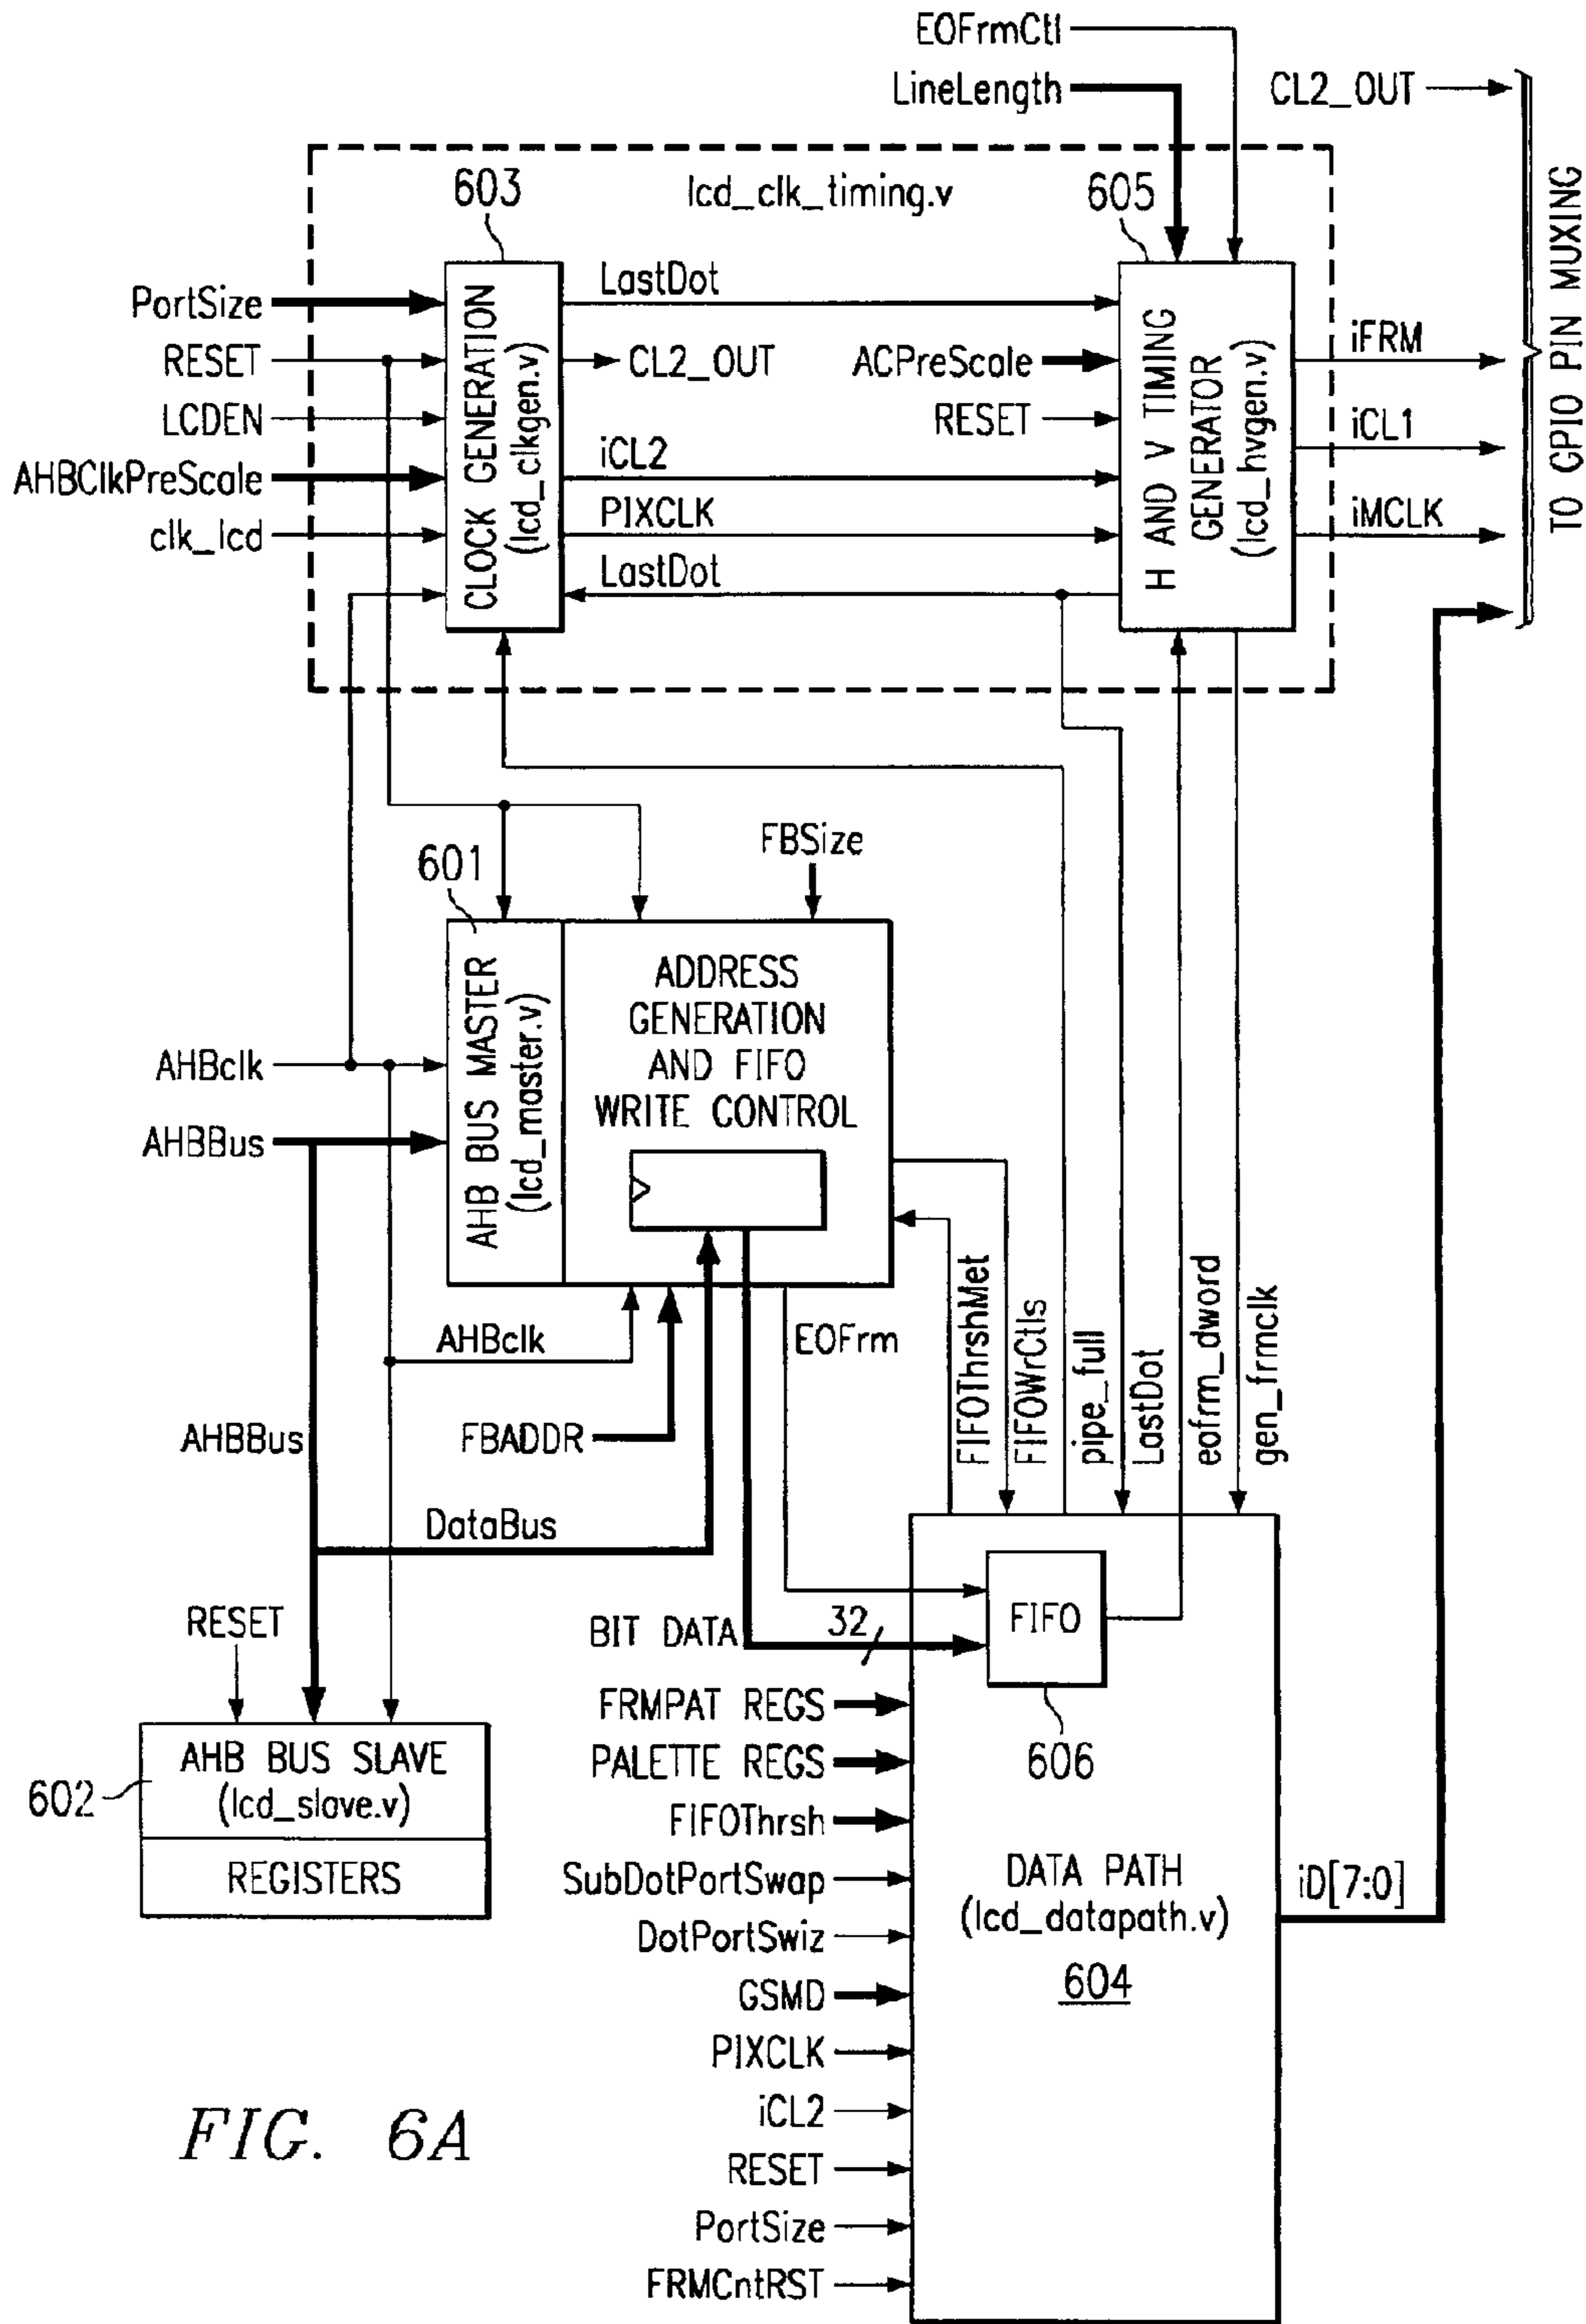 EOFrmCtl
LineLength
CL2_OUT
TO GPIO PIN MUXING
603
lcd_clk_timing.v
605
PortSize
RESET
LCDEN
AHBClkPreScale
clk_lcd
CLOCK GENERATION
(lcd_clkgen.v)
LastDot
CL2_OUT
iCL2
PIXCLK
LastDot
ACPreScale
RESET
H AND V TIMING
GENERATOR
(lcd_hvgen.v)
iFRM
iCL1
iMCLK
FBSize
601
AHB BUS MASTER
(lcd_master.v)
ADDRESS
GENERATION
AND FIFO
WRITE CONTROL
AHBclk
AHBBus
AHBclk
EOFrm
AHBBus
FBADDR
DataBus
FIFOThrshMet
FIFOWrCtls
pipe_full
LastDot
eofrm_dword
gen_frmclk
RESET
BIT DATA
32
FIFO
606
AHB BUS SLAVE
(lcd_slave.v)
602
REGISTERS
FRMPAT REGS
PALETTE REGS
FIFOThrsh
SubDotPortSwap
DotPortSwiz
GSMD
PIXCLK
iCL2
RESET
PortSize
FRMCntRST
DATA PATH
(lcd_datapath.v)
604
iD[7:0]
FIG. 6A